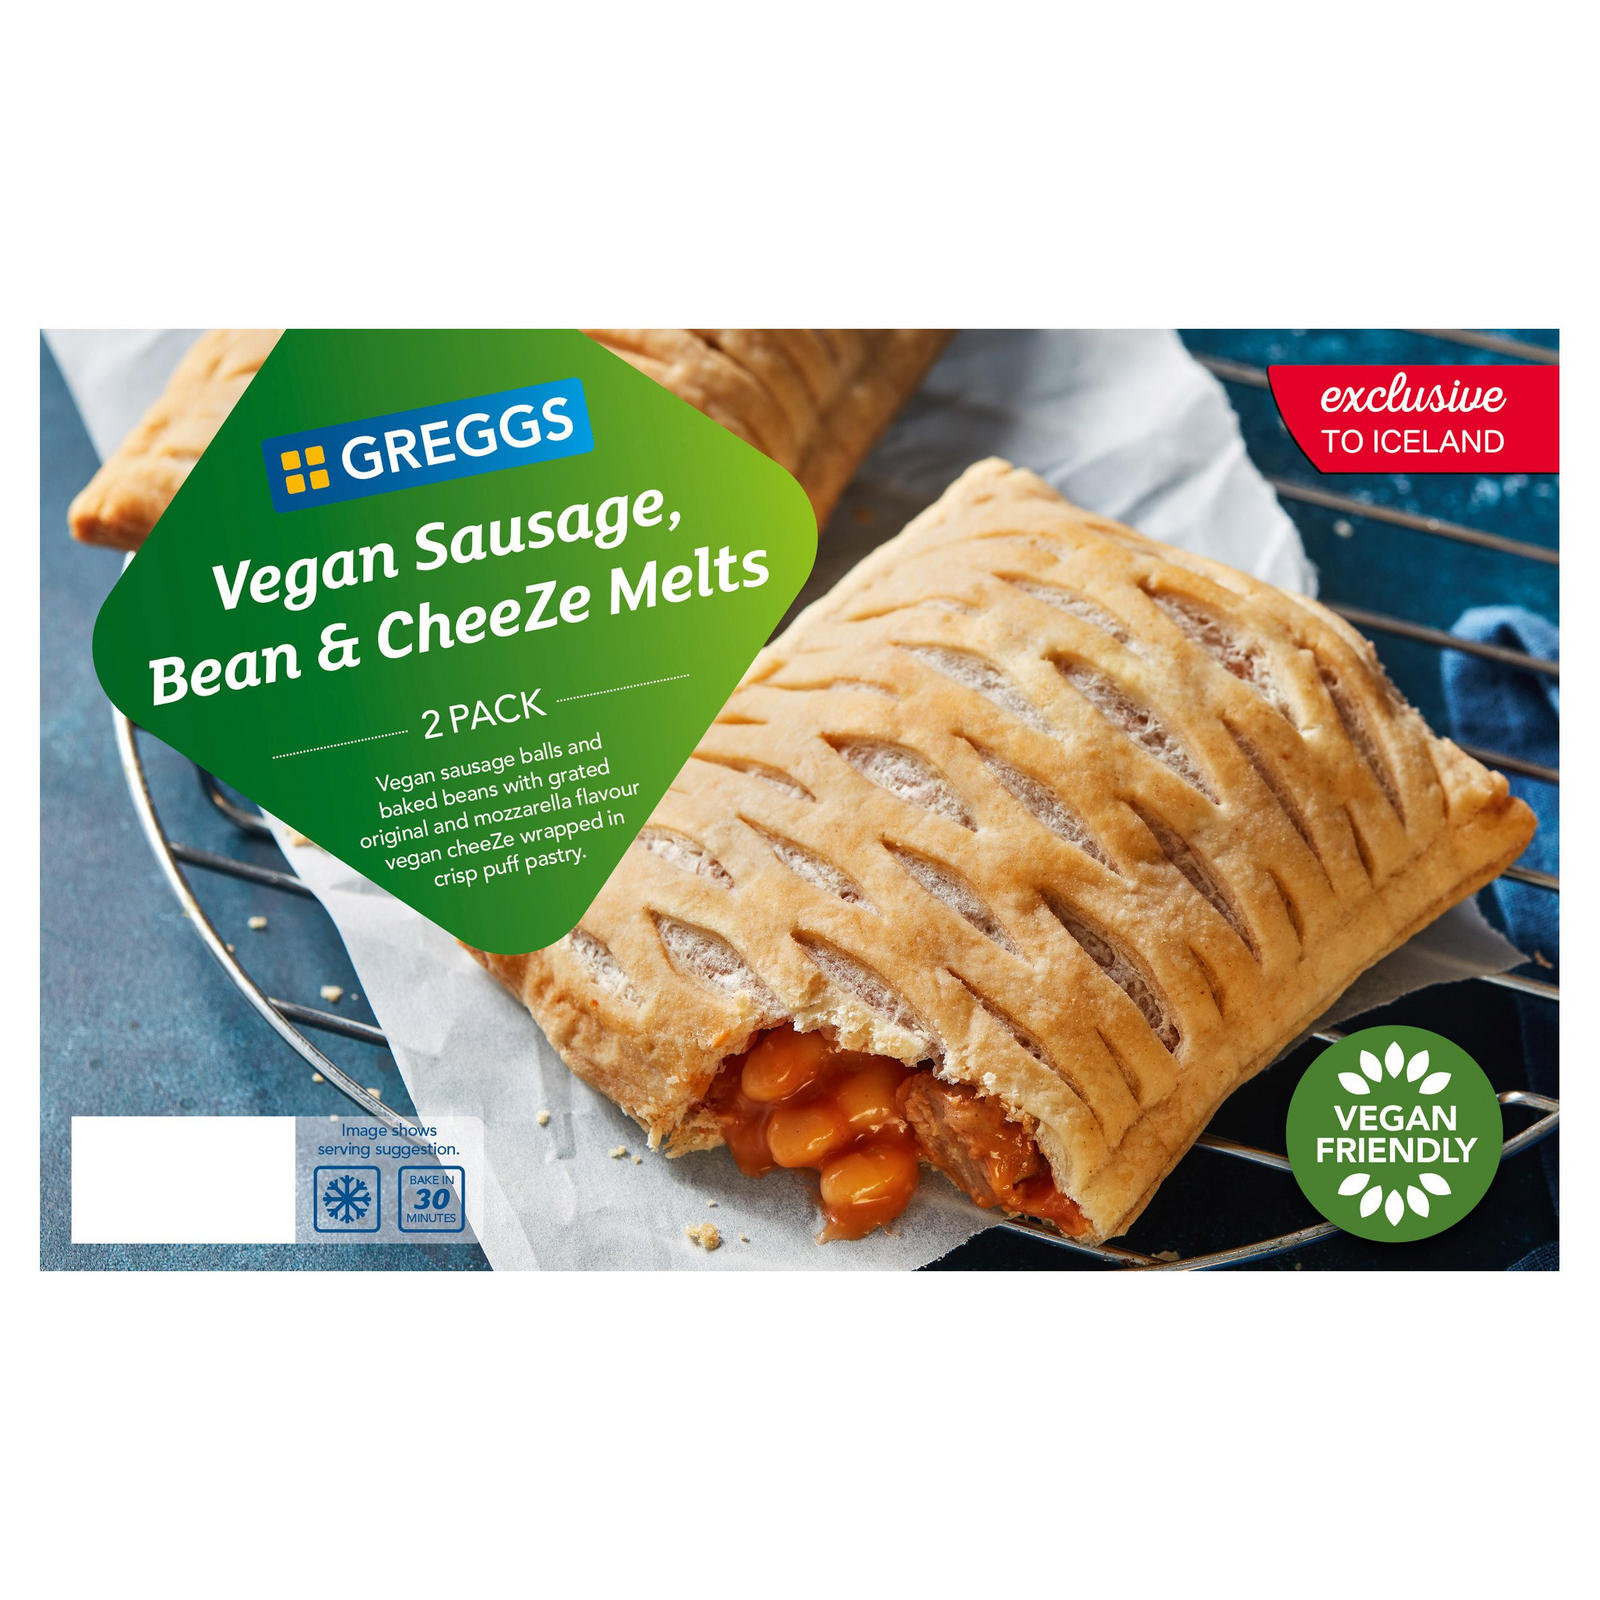 GREGGS
Vegan Sausage,
Bean & CheeZe Melts
2 PACK
Vegan sausage balls and
baked beans with grated
original and mozzarella flavour
vegan cheeZe wrapped in
crisp puff pastry.
exclusive
TO ICELAND
Image shows
serving suggestion.
BAKE IN
30
MINUTES
VEGAN
FRIENDLY